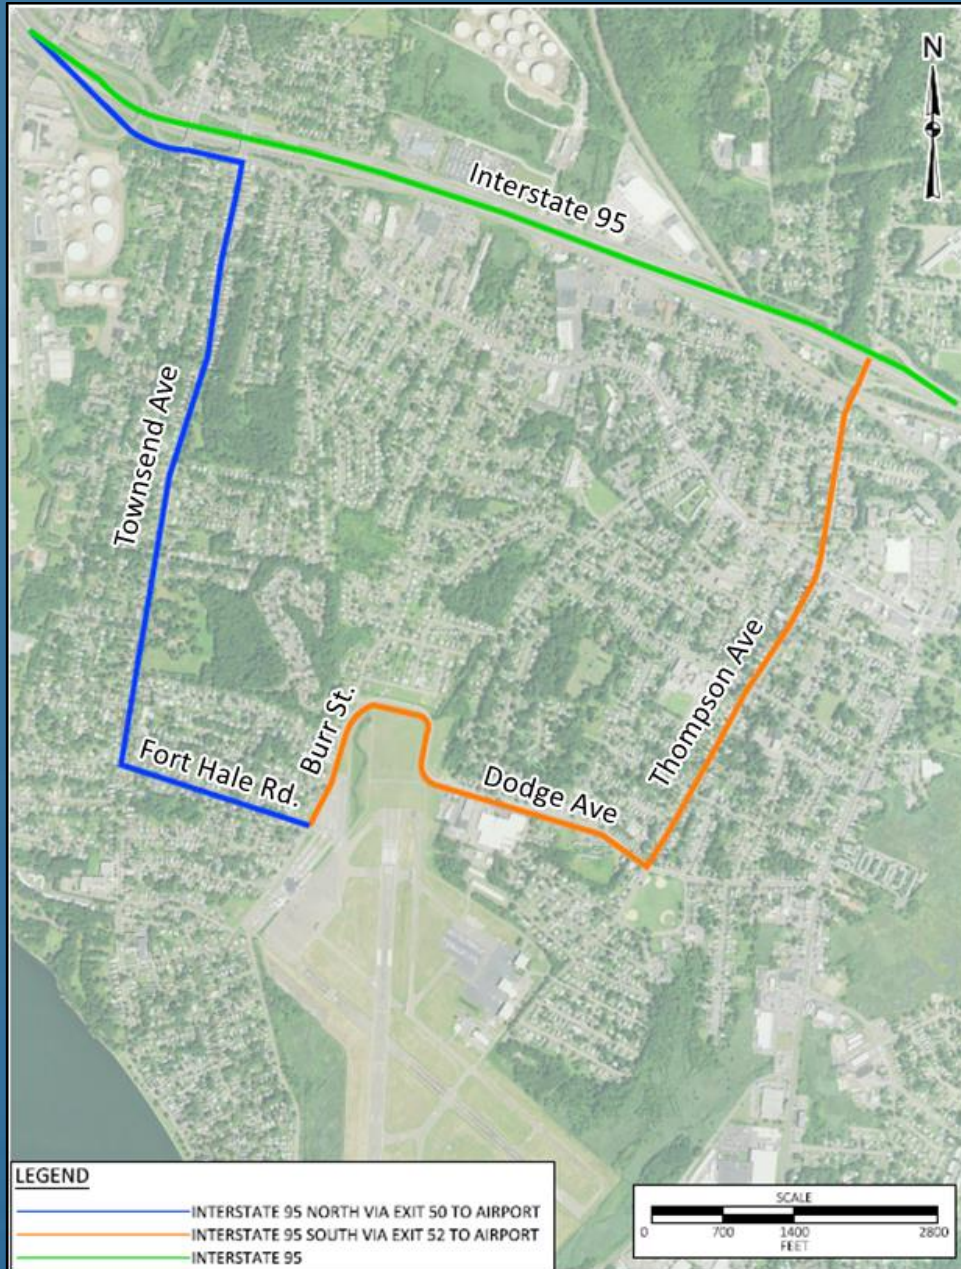 N
Interstate 95
Townsend Ave
Thompson Ave
Burr St.
Fort Hale Rd.
Dodge Ave
LEGEND
INTERSTATE 95 NORTH VIA EXIT 50 TO AIRPORT
INTERSTATE 95 SOUTH VIA EXIT 52 TO AIRPORT
INTERSTATE 95
SCALE
0 700 1400 2800
FEET